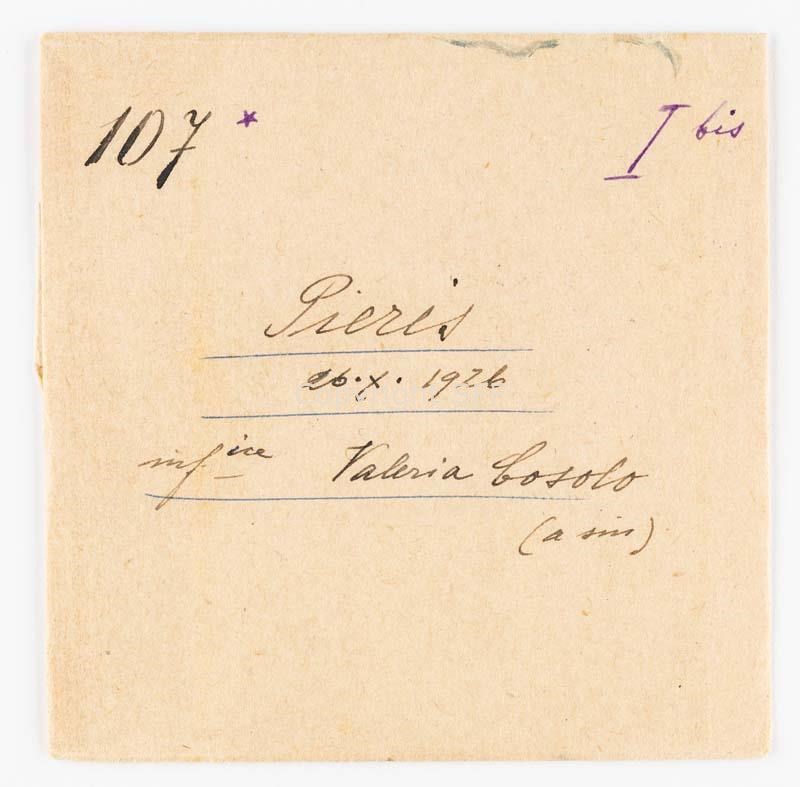 107* I bis
Pieris
26.X. 1926
inf ice Valeria Cosolo
(a sin)